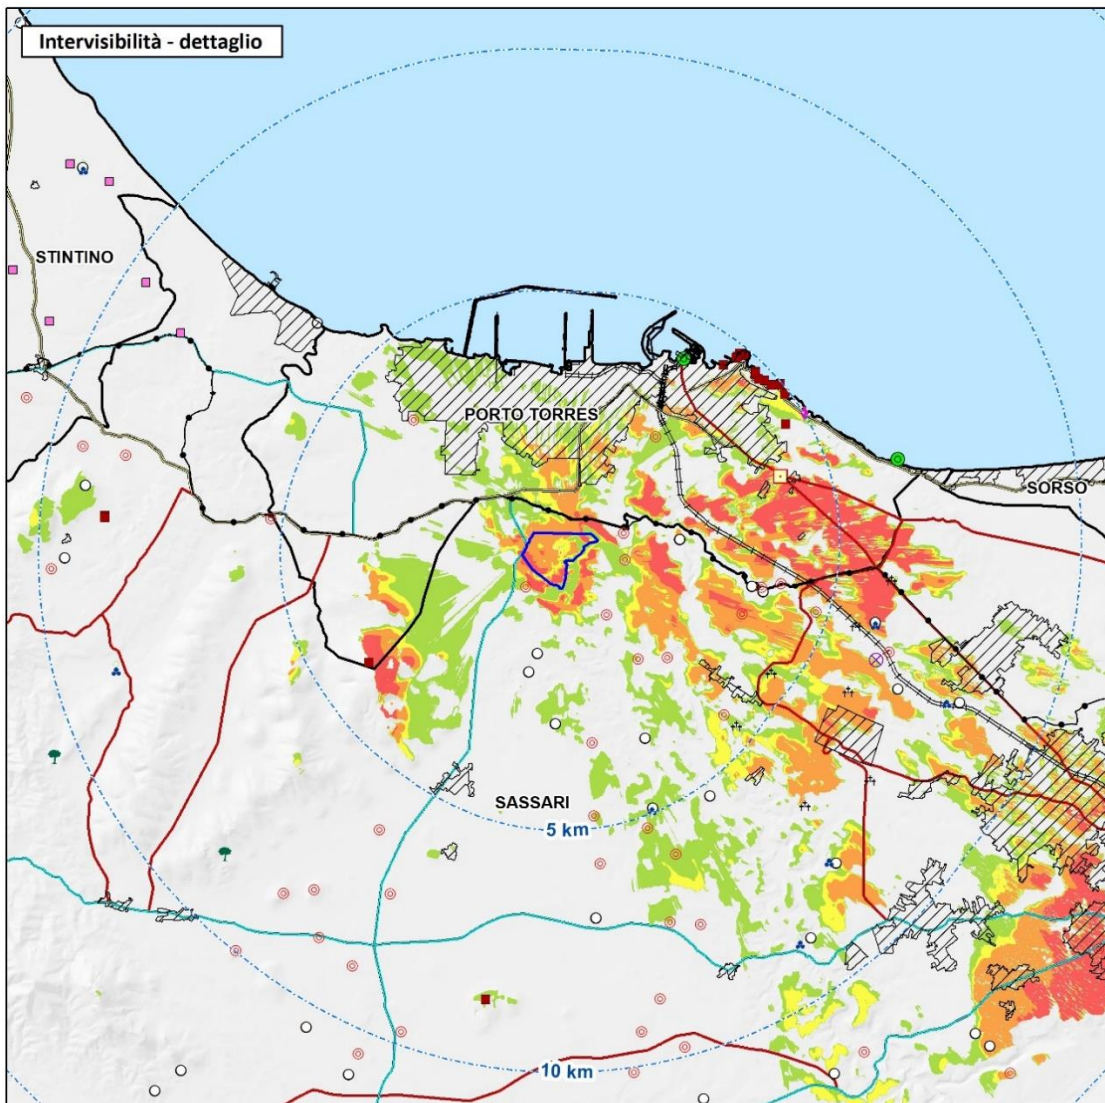 Intervisibilità - dettaglio
STINTINO
PORTO TORRES
SORSO
SASSARI
5 km
10 km